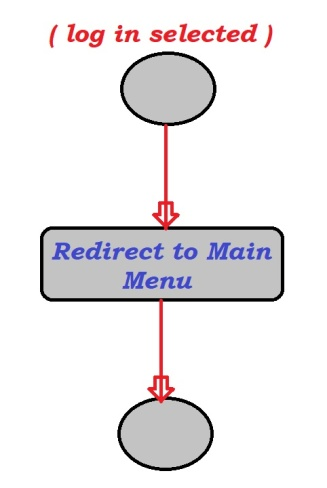 ( log in selected )
Redirect to Main
Menu